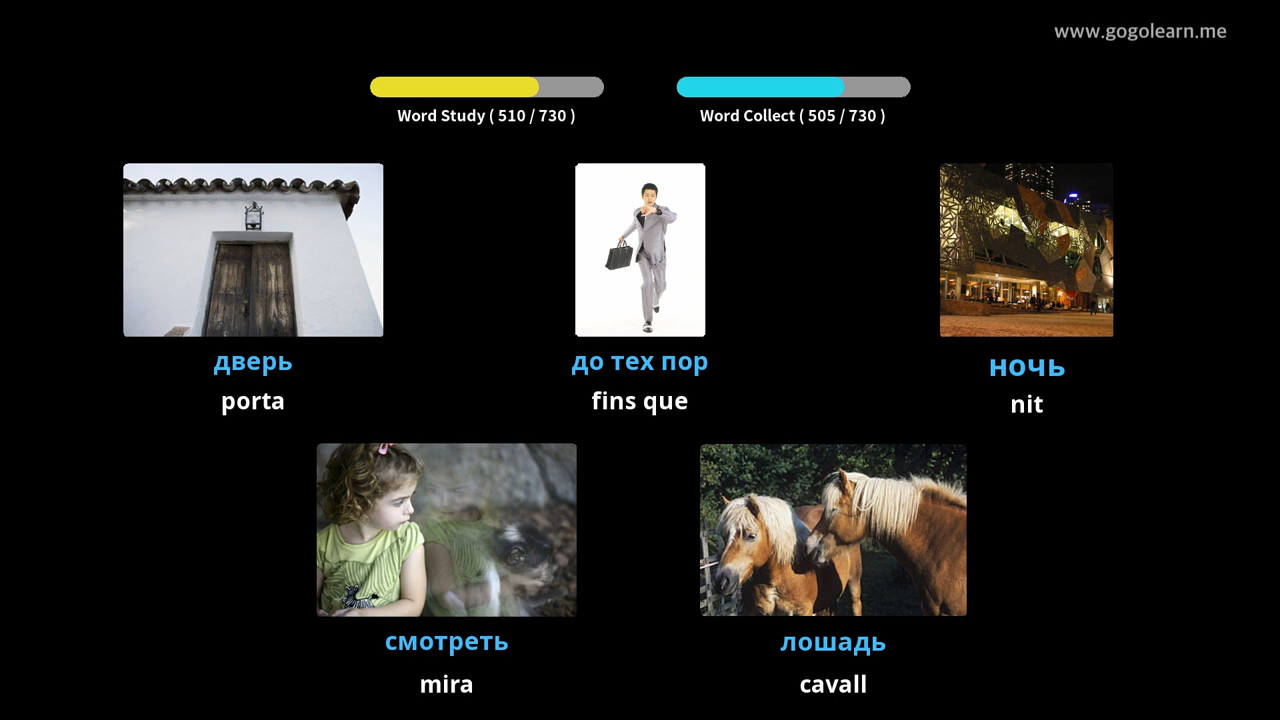 www.gogolearn.me
Word Study ( 510 / 730 )
Word Collect ( 505 / 730 )
дверь
до тех пор
ночь
porta
fins que
nit
смотреть
лошадь
mira
cavall